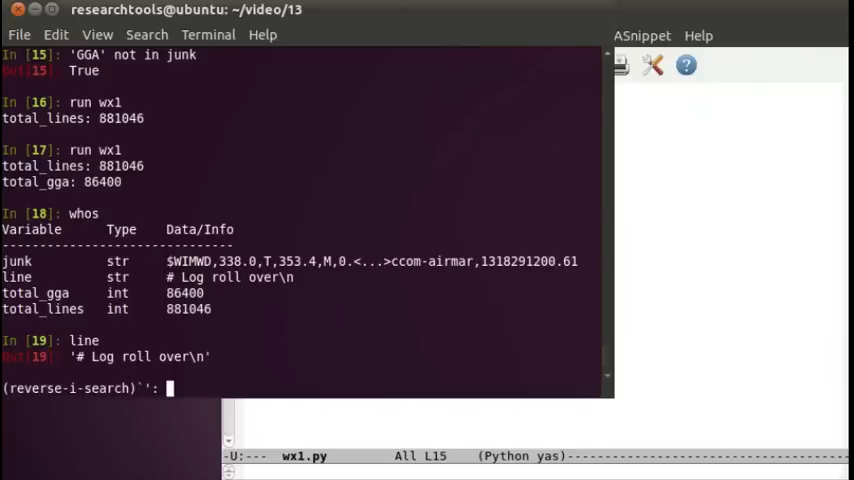 researchtools@ubuntu: ~/video/13
File Edit View Search Terminal Help
ASnippet Help
In [15]: 'GGA' not in junk
Out[15]: True
In [16]: run wx1
total_lines: 881046
In [17]: run wx1
total_lines: 881046
total_gga: 86400
In [18]: whos
Variable Type Data/Info
-------------------------------
junk str $WIMWD,338.0,T,353.4,M,0.<...>ccom-airmar,1318291200.61
line str # Log roll over\n
total_gga int 86400
total_lines int 881046
In [19]: line
Out[19]: '# Log roll over\n'
(reverse-i-search)`':
-U:--- wx1.py All L15 (Python yas)